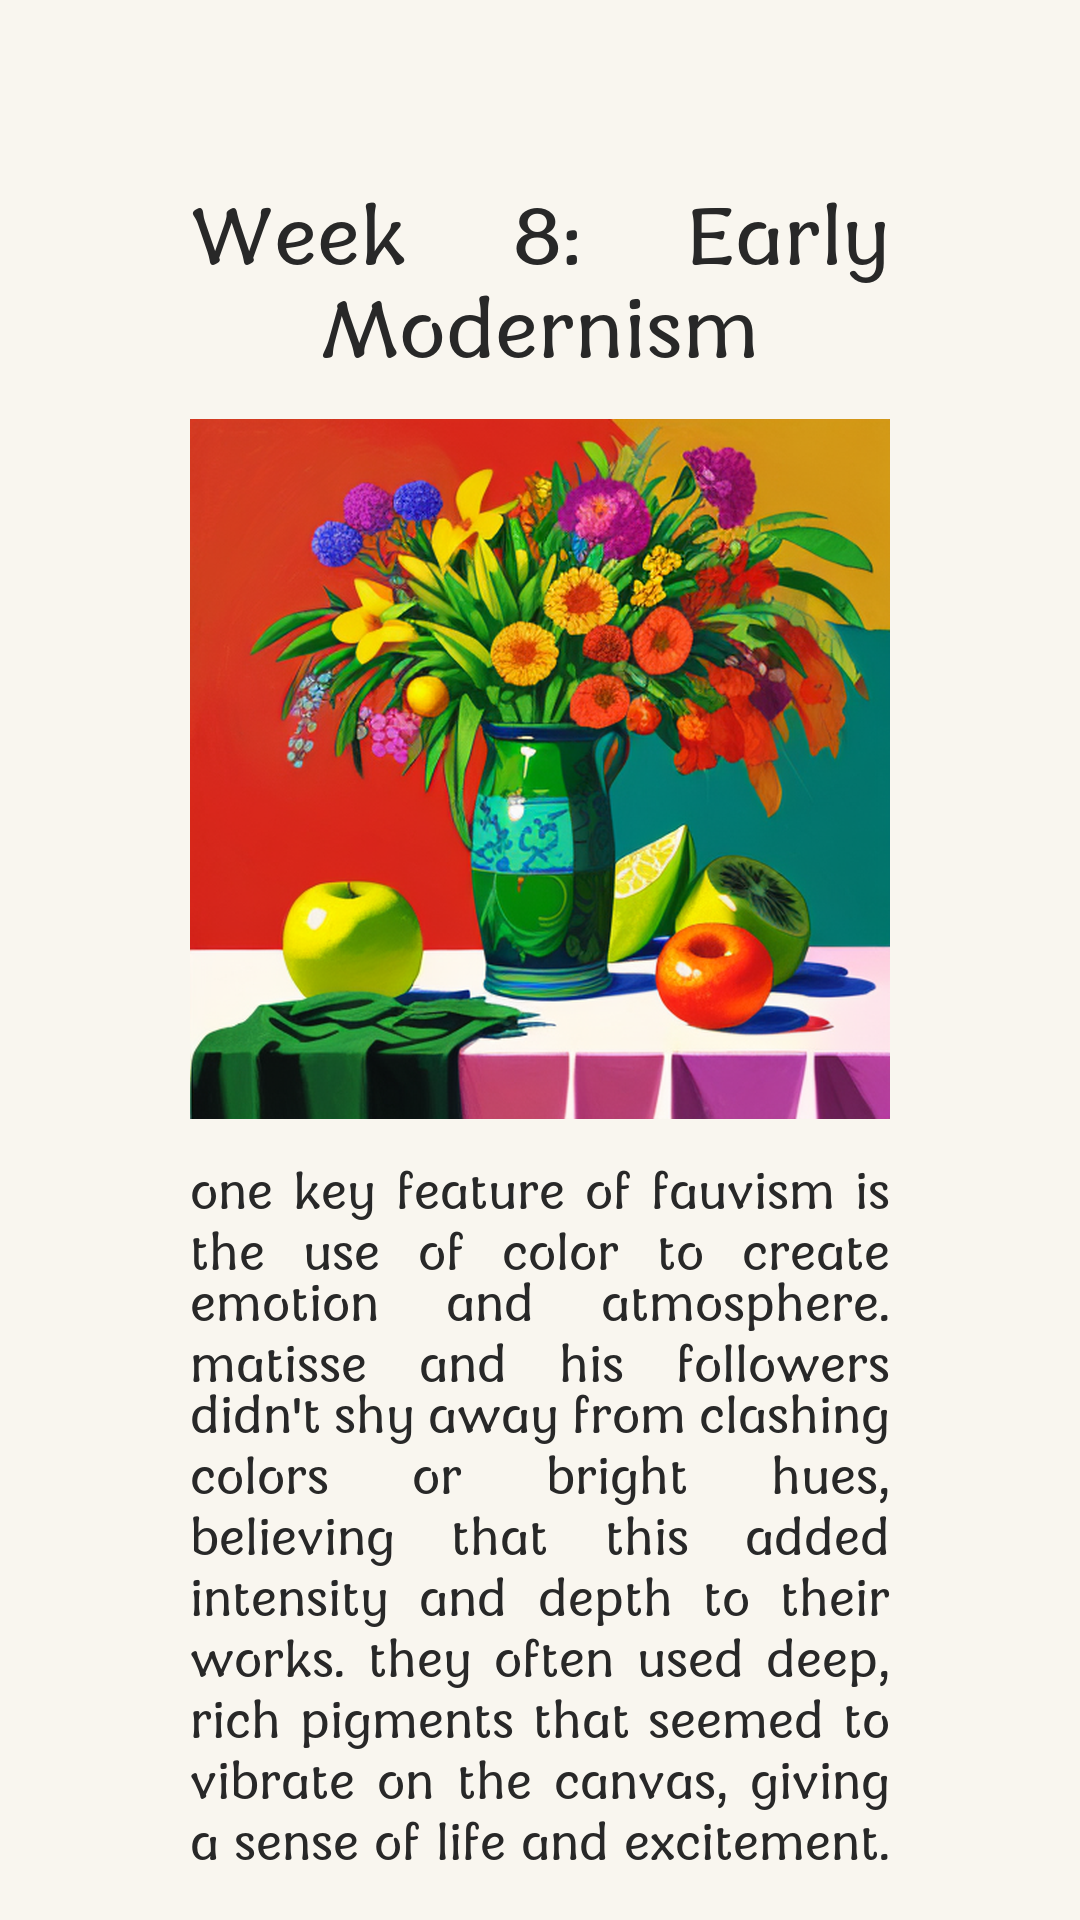 Week 8: Early
Modernism
one key feature of fauvism is
the use of color to create
emotion and atmosphere.
matisse and his followers
didn't shy away from clashing
colors or bright hues,
believing that this added
intensity and depth to their
works. they often used deep,
rich pigments that seemed to
vibrate on the canvas, giving
a sense of life and excitement.